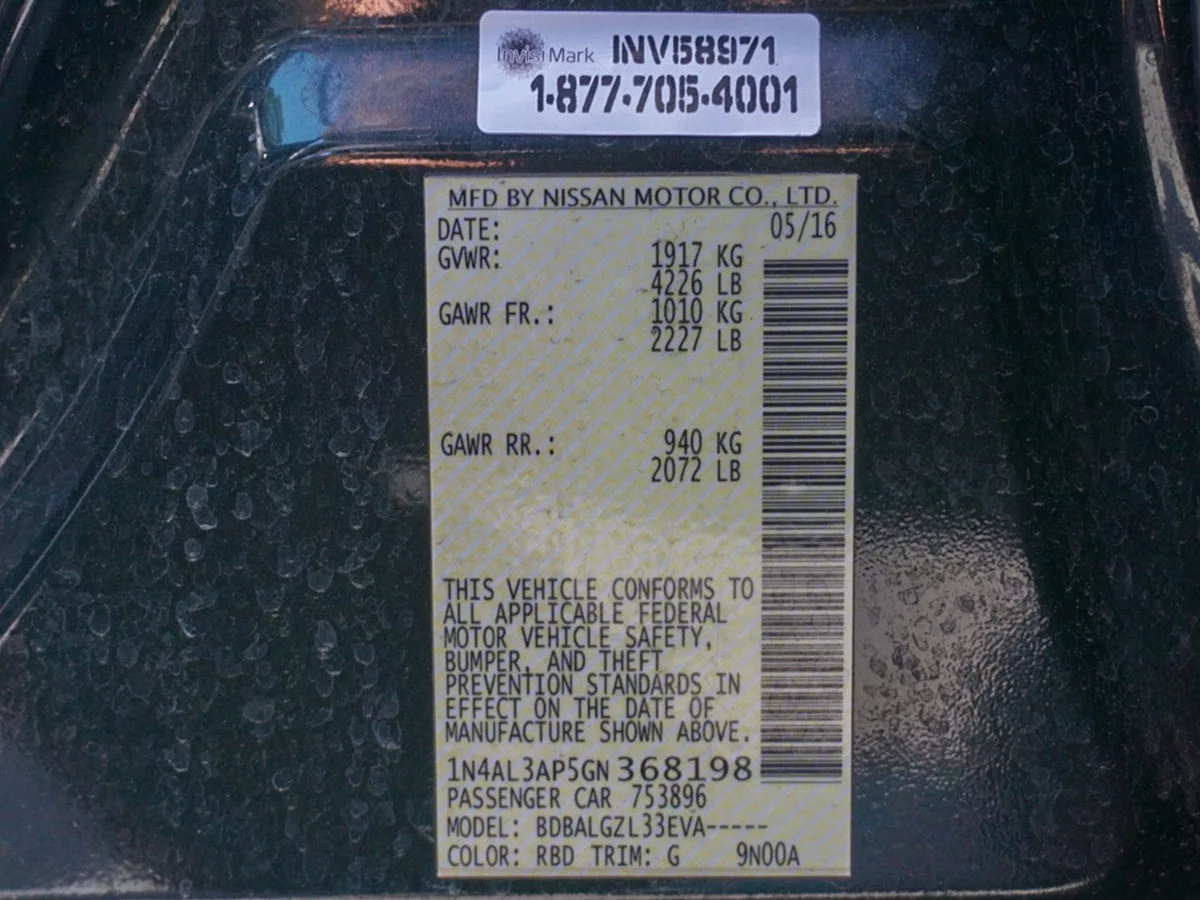 InvisiMark INV58971
1-877-705-4001
MFD BY NISSAN MOTOR CO., LTD.
DATE: 05/16
GVWR: 1917 KG
4226 LB
GAWR FR.: 1010 KG
2227 LB
GAWR RR.: 940 KG
2072 LB
THIS VEHICLE CONFORMS TO
ALL APPLICABLE FEDERAL
MOTOR VEHICLE SAFETY,
BUMPER, AND THEFT
PREVENTION STANDARDS IN
EFFECT ON THE DATE OF
MANUFACTURE SHOWN ABOVE.
1N4AL3AP5GN368198
PASSENGER CAR 753896
MODEL: BDBALGZL33EVA-----
COLOR: RBD TRIM: G 9N00A